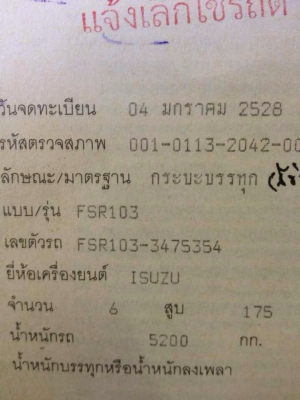 แจ้งเลิกใช้รถต
วันจดทะเบียน 04 มกราคม 2528
รหัสตรวจสภาพ 001-0113-2042-00
ลักษณะ/มาตรฐาน กระบะบรรทุก
แบบ/รุ่น FSR103
เลขตัวรถ FSR103-3475354
ยี่ห้อเครื่องยนต์ ISUZU
จำนวน 6 สูบ 175
น้ำหนักรถ 5200 กก.
น้ำหนักบรรทุกหรือน้ำหนักลงเพลา